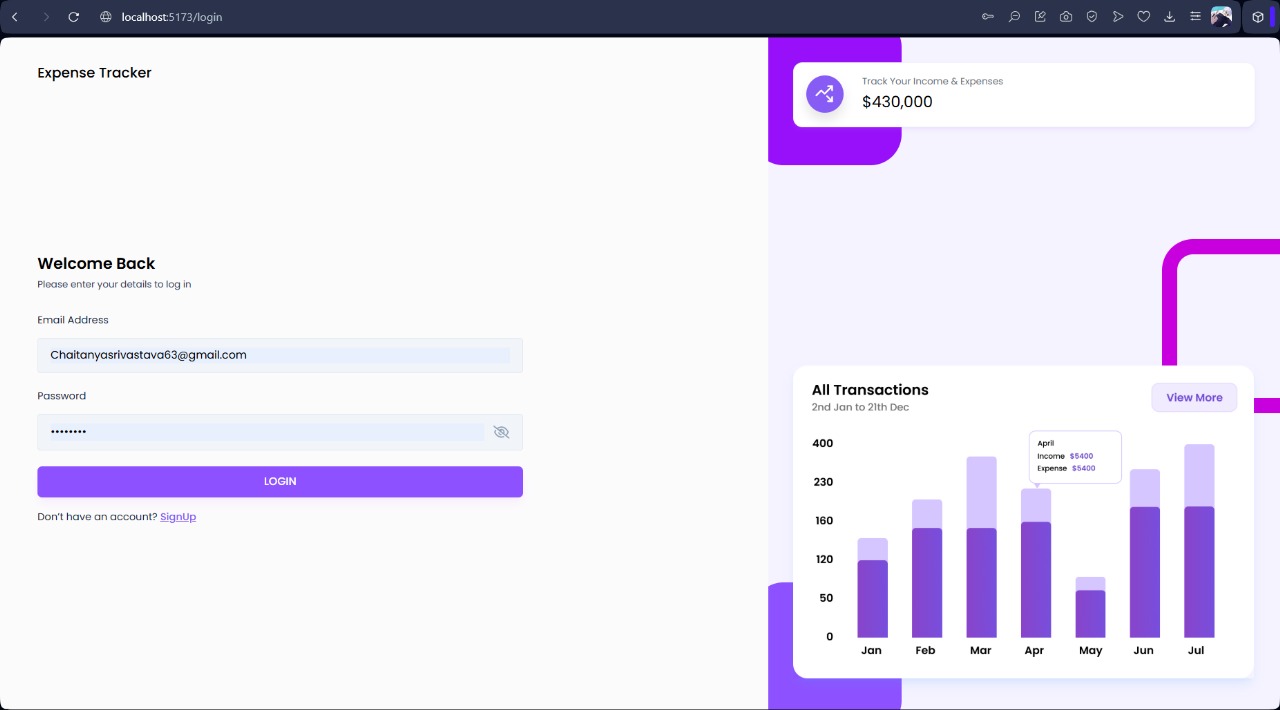 localhost:5173/login
Expense Tracker
Welcome Back
Please enter your details to log in
Email Address
Chaitanyasrivastava63@gmail.com
Password
••••••••
LOGIN
Don't have an account? SignUp
Track Your Income & Expenses
$430,000
All Transactions
2nd Jan to 21th Dec
View More
400
230
160
120
50
0
April
Income $5400
Expense $5400
Jan Feb Mar Apr May Jun Jul